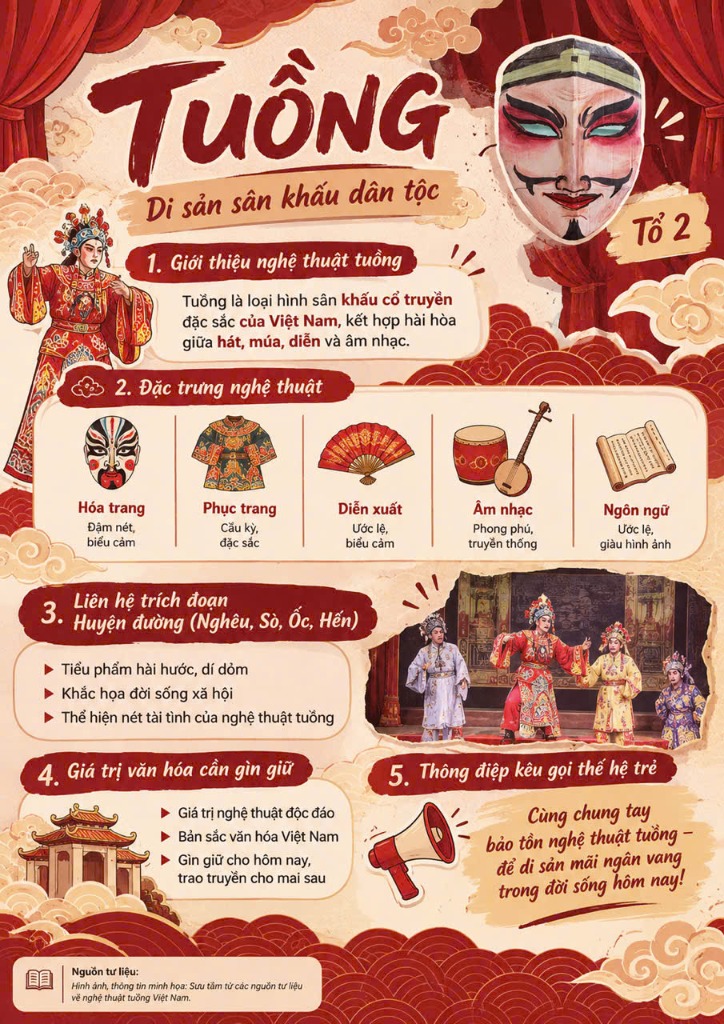 TUỒNG
Di sản sân khấu dân tộc
Tổ 2
1. Giới thiệu nghệ thuật tuồng
Tuồng là loại hình sân khấu cổ truyền
đặc sắc của Việt Nam, kết hợp hài hòa
giữa hát, múa, diễn và âm nhạc.
2. Đặc trưng nghệ thuật
Hóa trang
Đậm nét,
biểu cảm
Phục trang
Cầu kỳ,
đặc sắc
Diễn xuất
Ước lệ,
biểu cảm
Âm nhạc
Phong phú,
truyền thống
Ngôn ngữ
Ước lệ,
giàu hình ảnh
3. Liên hệ trích đoạn
Huyện đường (Nghêu, Sò, Ốc, Hến)
Tiểu phẩm hài hước, dí dỏm
Khắc họa đời sống xã hội
Thể hiện nét tài tình của nghệ thuật tuồng
4. Giá trị văn hóa cần gìn giữ
Giá trị nghệ thuật độc đáo
Bản sắc văn hóa Việt Nam
Gìn giữ cho hôm nay,
trao truyền cho mai sau
5. Thông điệp kêu gọi thế hệ trẻ
Cùng chung tay
bảo tồn nghệ thuật tuồng –
để di sản mãi ngân vang
trong đời sống hôm nay!
Nguồn tư liệu:
Hình ảnh, thông tin minh họa: Sưu tầm từ các nguồn tư liệu
về nghệ thuật tuồng Việt Nam.